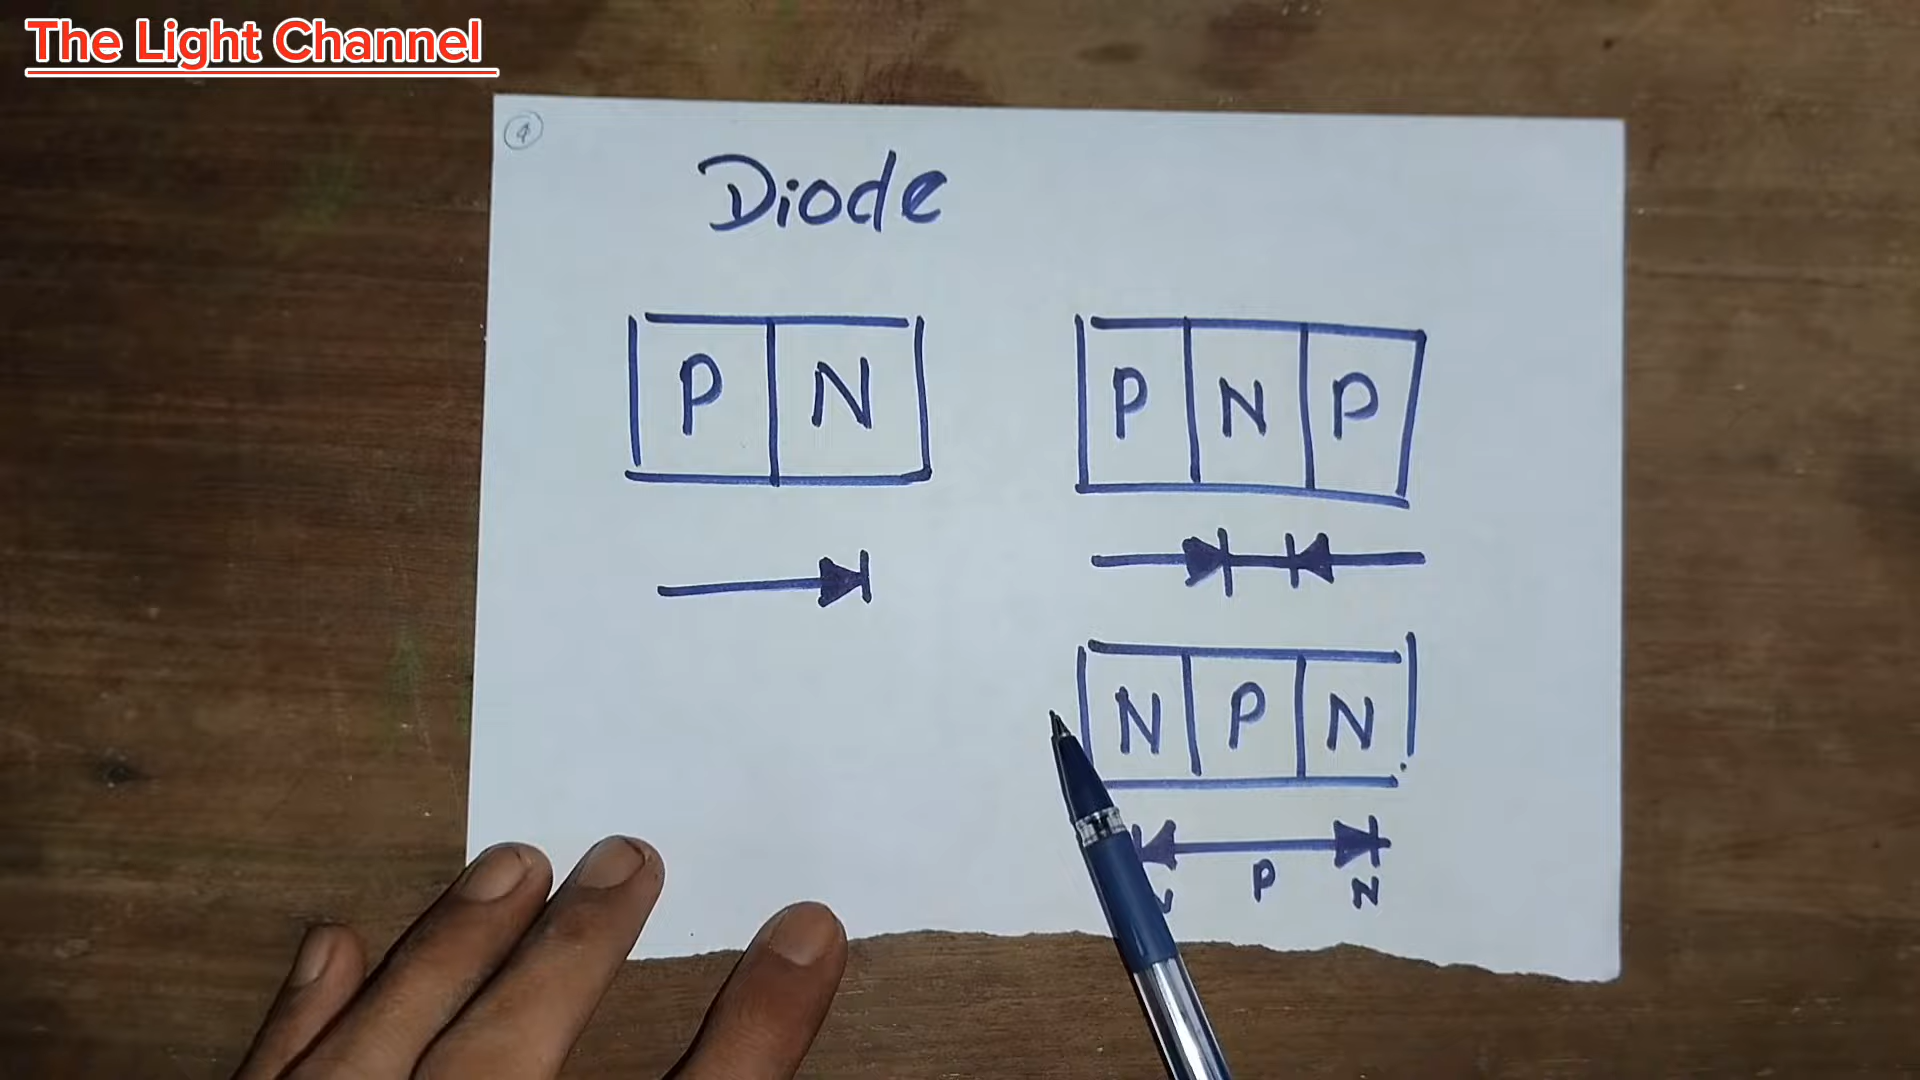 The Light Channel
4
Diode
P N
P N P
N P N
P N